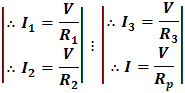 ∴ I₁ = V/R₁
∴ I₂ = V/R₂
∴ I₃ = V/R₃
∴ I = V/Rₚ